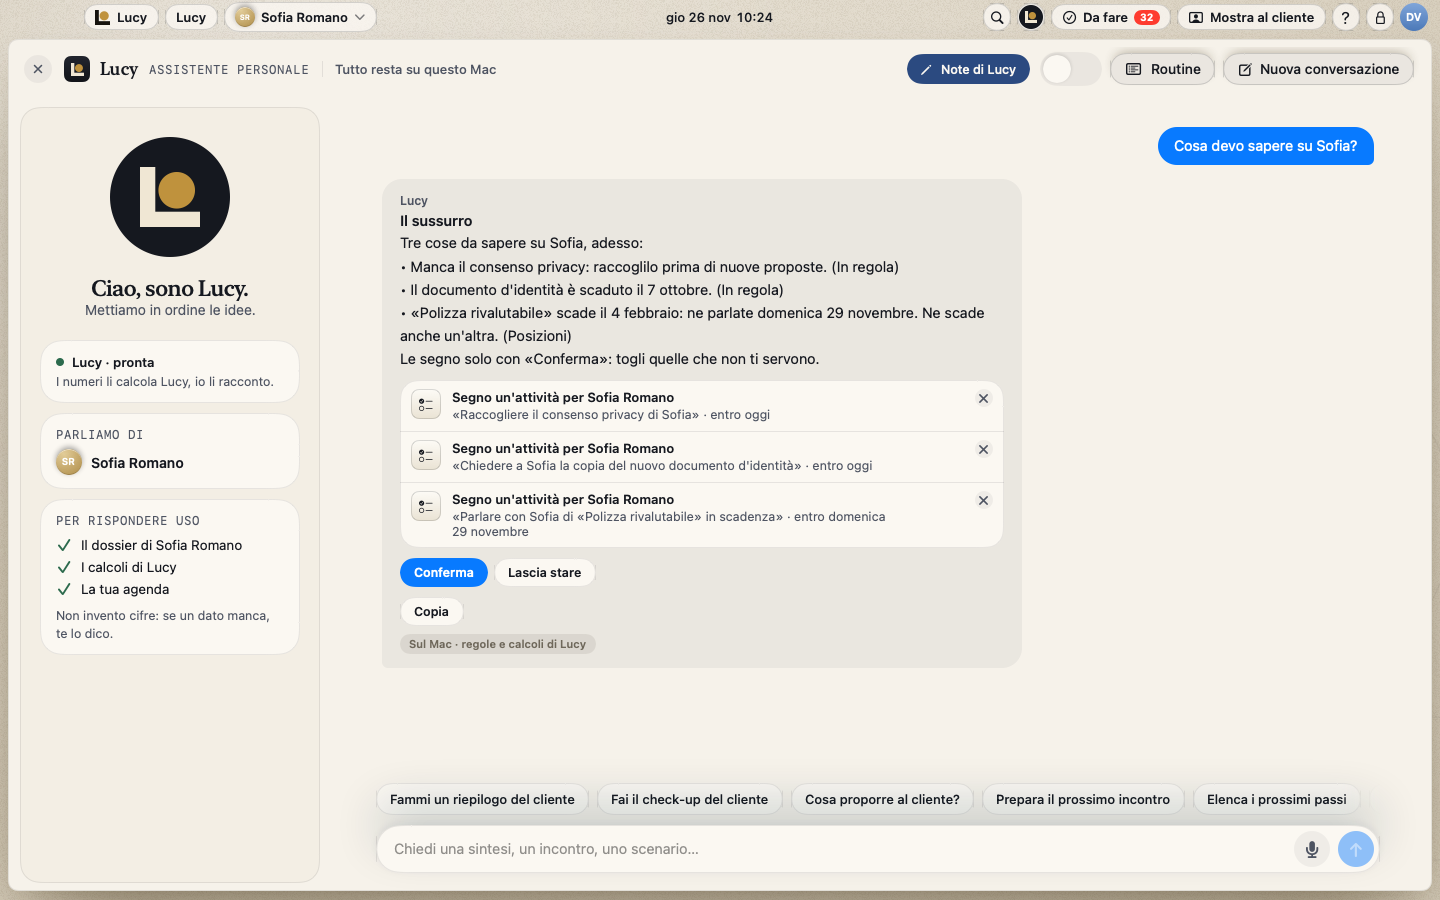 Lucy
Lucy
SR Sofia Romano
gio 26 nov 10:24
Da fare 32
Mostra al cliente
?
DV
Lucy ASSISTENTE PERSONALE Tutto resta su questo Mac
Note di Lucy
Routine
Nuova conversazione
Ciao, sono Lucy.
Mettiamo in ordine le idee.
Lucy · pronta
I numeri li calcola Lucy, io li racconto.
PARLIAMO DI
SR Sofia Romano
PER RISPONDERE USO
Il dossier di Sofia Romano
I calcoli di Lucy
La tua agenda
Non invento cifre: se un dato manca,
te lo dico.
Cosa devo sapere su Sofia?
Lucy
Il sussurro
Tre cose da sapere su Sofia, adesso:
• Manca il consenso privacy: raccoglilo prima di nuove proposte. (In regola)
• Il documento d'identità è scaduto il 7 ottobre. (In regola)
• «Polizza rivalutabile» scade il 4 febbraio: ne parlate domenica 29 novembre. Ne scade
anche un'altra. (Posizioni)
Le segno solo con «Conferma»: togli quelle che non ti servono.
Segno un'attività per Sofia Romano
«Raccogliere il consenso privacy di Sofia» · entro oggi
Segno un'attività per Sofia Romano
«Chiedere a Sofia la copia del nuovo documento d'identità» · entro oggi
Segno un'attività per Sofia Romano
«Parlare con Sofia di «Polizza rivalutabile» in scadenza» · entro domenica
29 novembre
Conferma
Lascia stare
Copia
Sul Mac · regole e calcoli di Lucy
Fammi un riepilogo del cliente
Fai il check-up del cliente
Cosa proporre al cliente?
Prepara il prossimo incontro
Elenca i prossimi passi
Chiedi una sintesi, un incontro, uno scenario...